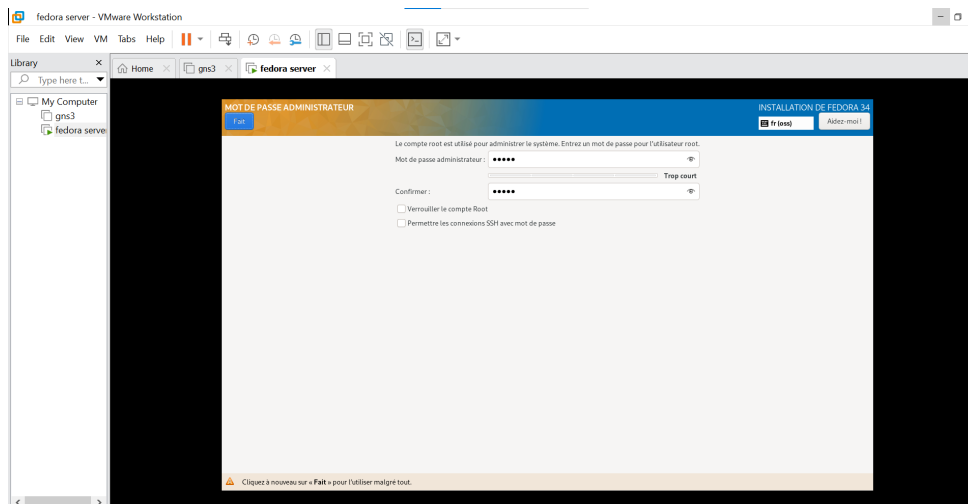 fedora server - VMware Workstation
File Edit View VM Tabs Help
Library
Home
gns3
fedora server
Type here t...
My Computer
gns3
fedora serve
MOT DE PASSE ADMINISTRATEUR
INSTALLATION DE FEDORA 34
Fait
fr (oss)
Aidez-moi !
Le compte root est utilisé pour administrer le système. Entrez un mot de passe pour l'utilisateur root.
Mot de passe administrateur : •••••
Trop court
Confirmer : •••••
Verrouiller le compte Root
Permettre les connexions SSH avec mot de passe
Cliquez à nouveau sur « Fait » pour l'utiliser malgré tout.